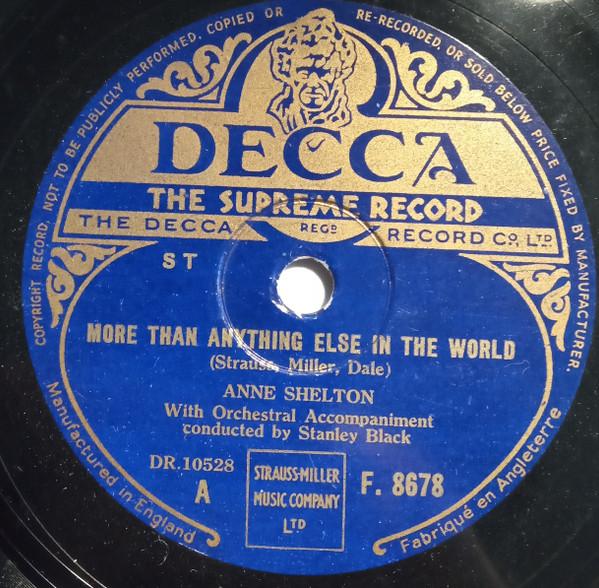 COPYRIGHT RECORD, NOT TO BE PUBLICLY PERFORMED, COPIED OR RE-RECORDED, OR SOLD BELOW PRICE FIXED BY MANUFACTURER.
DECCA
THE SUPREME RECORD
THE DECCA REGD RECORD CO. LTD
ST
MORE THAN ANYTHING ELSE IN THE WORLD
(Strauss, Miller, Dale)
ANNE SHELTON
With Orchestral Accompaniment
conducted by Stanley Black
DR.10528
A
STRAUSS-MILLER
MUSIC COMPANY
LTD
F. 8678
Manufactured in England
Fabriqué en Angleterre